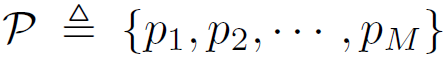 𝒫 ≜ {p₁, p₂, ⋯ , p_M}